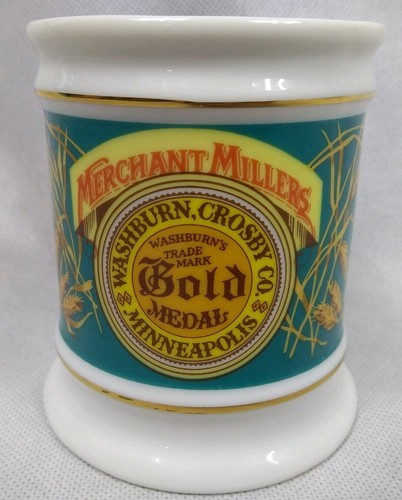 MERCHANT MILLERS
WASHBURN, CROSBY CO.
WASHBURN'S
TRADE
MARK
Gold
MEDAL
MINNEAPOLIS